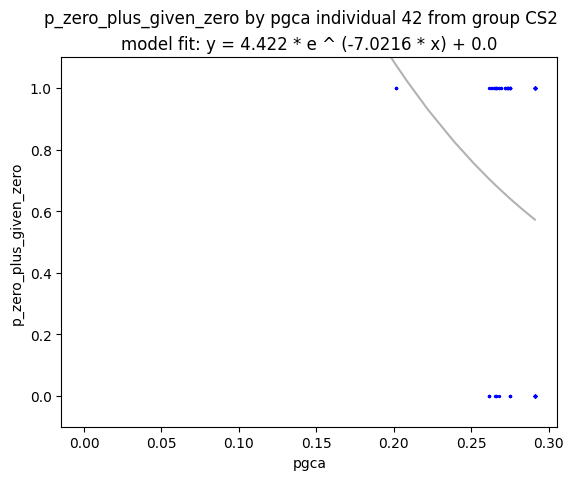 p_zero_plus_given_zero by pgca individual 42 from group CS2
model fit: y = 4.422 * e ^ (-7.0216 * x) + 0.0
1.0
0.8
0.6
0.4
0.2
0.0
p_zero_plus_given_zero
0.00 0.05 0.10 0.15 0.20 0.25 0.30
pgca